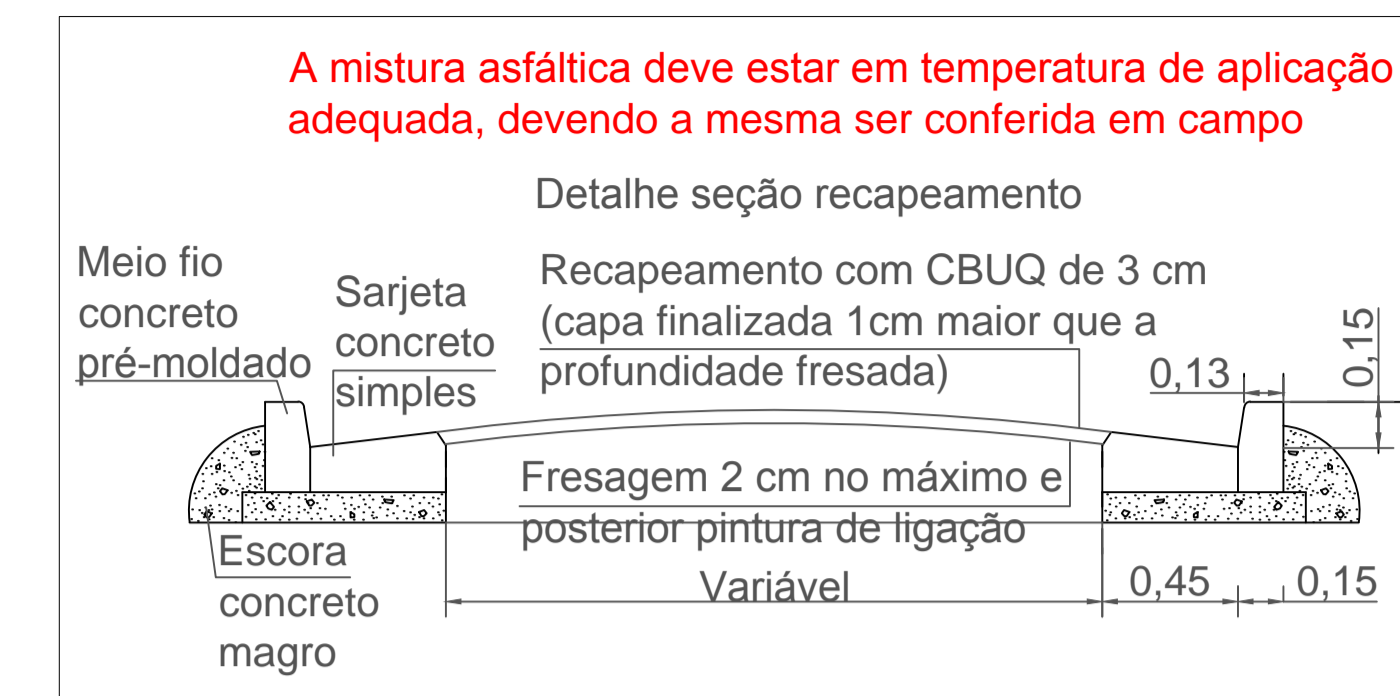 A mistura asfáltica deve estar em temperatura de aplicação
adequada, devendo a mesma ser conferida em campo
Detalhe seção recapeamento
Meio fio
concreto
pré-moldado
Sarjeta
concreto
simples
Recapeamento com CBUQ de 3 cm
(capa finalizada 1cm maior que a
profundidade fresada)
0,13
0,15
Fresagem 2 cm no máximo e
posterior pintura de ligação
Escora
concreto
magro
Variável
0,45
0,15